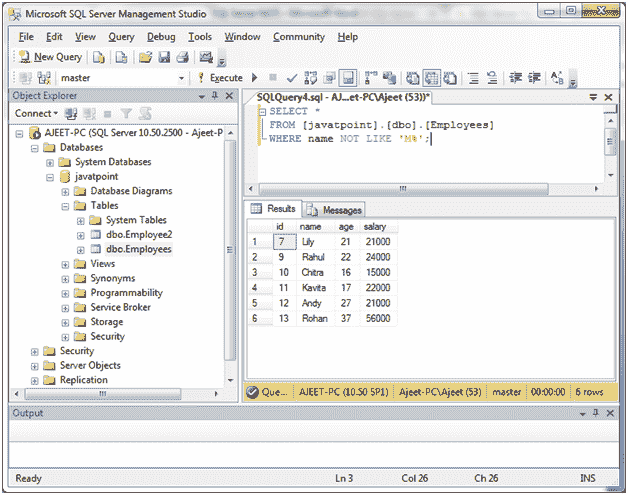 Microsoft SQL Server Management Studio
File Edit View Query Debug Tools Window Community Help
New Query
master Execute
Object Explorer
Connect
AJEET-PC (SQL Server 10.50.2500 - Ajeet-P
Databases
System Databases
javatpoint
Database Diagrams
Tables
System Tables
dbo.Employee2
dbo.Employees
Views
Synonyms
Programmability
Service Broker
Storage
Security
Security
Server Objects
Replication
SQLQuery4.sql - AJ...et-PC\Ajeet (53))*
SELECT *
FROM [javatpoint].[dbo].[Employees]
WHERE name NOT LIKE 'M%';
Results Messages
id name age salary
1 7 Lily 21 21000
2 9 Rahul 22 24000
3 10 Chitra 16 15000
4 11 Kavita 17 22000
5 12 Andy 27 21000
6 13 Rohan 37 56000
Que... AJEET-PC (10.50 SP1) Ajeet-PC\Ajeet (53) master 00:00:00 6 rows
Output
Ready Ln 3 Col 26 Ch 26 INS